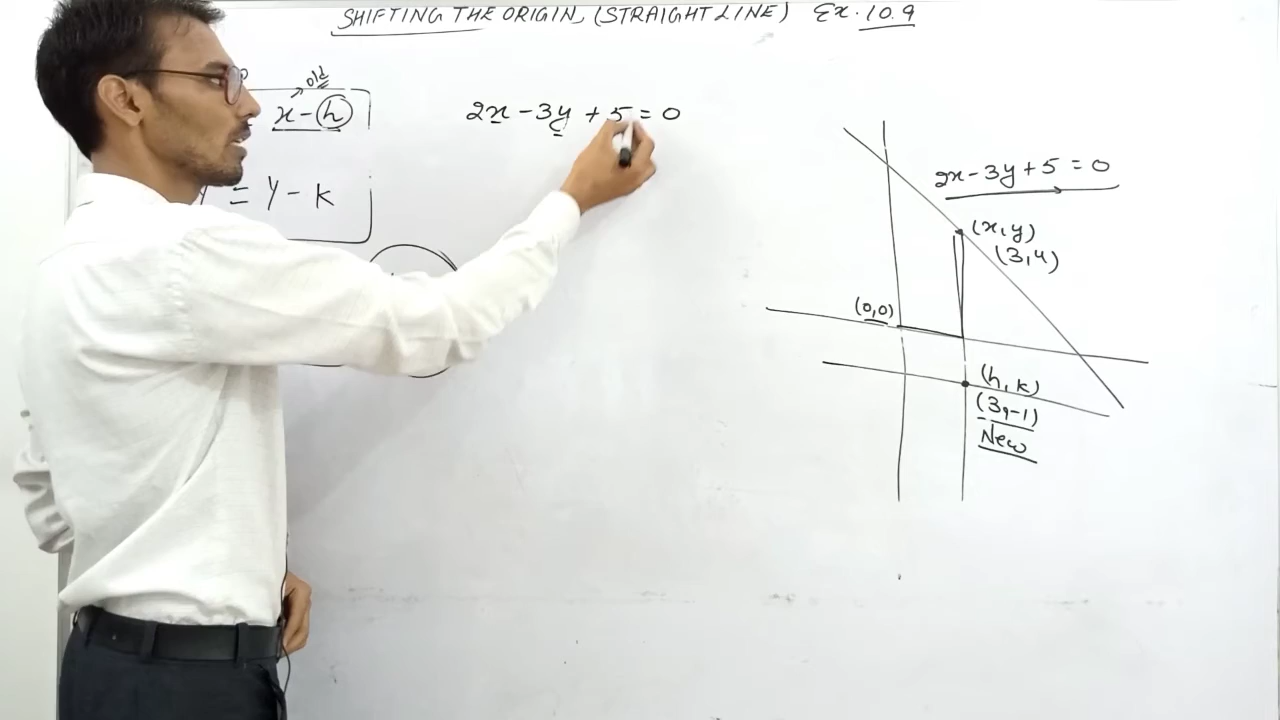 SHIFTING THE ORIGIN, (STRAIGHT LINE) Ex. 10.9
old
x - h
= Y - K
2x - 3y + 5 = 0
2x - 3y + 5 = 0
(x, y)
(3, 4)
(0,0)
(h, k)
(3, -1)
New